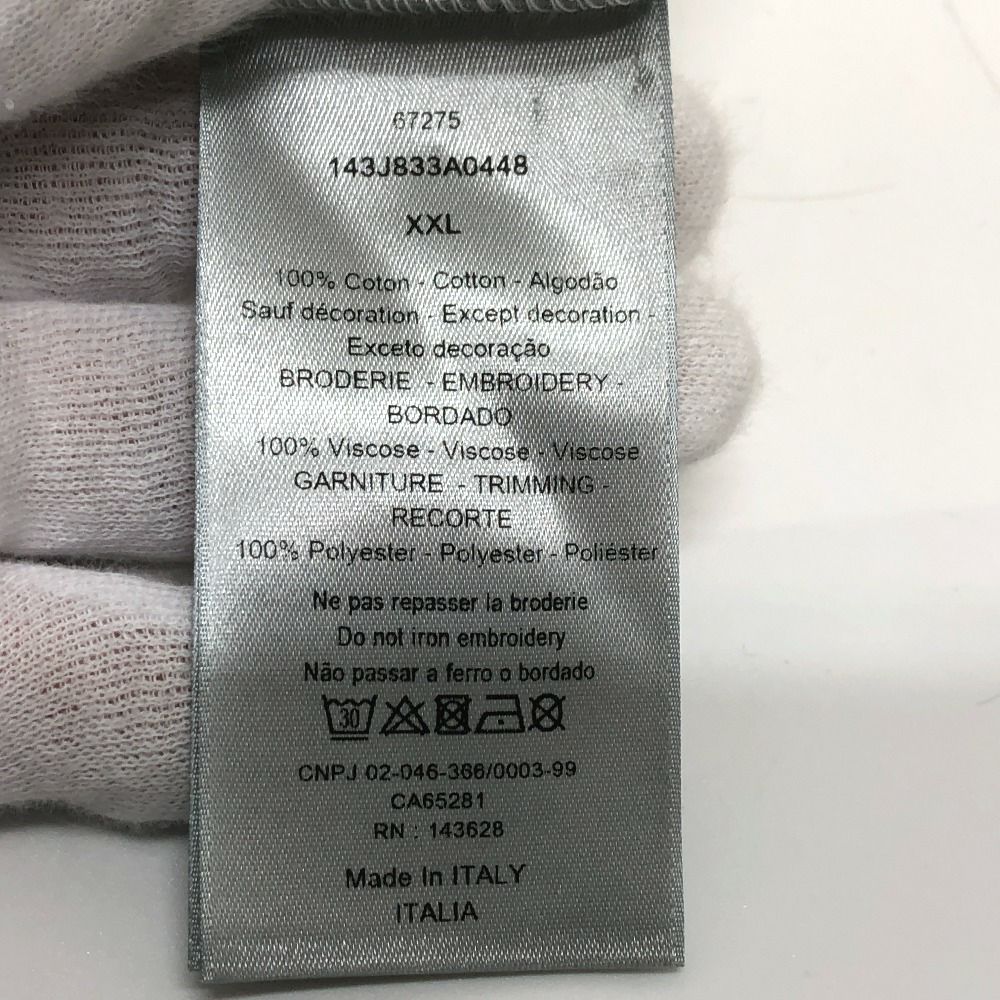 67275
143J833A0448
XXL
100% Coton - Cotton - Algodão
Sauf décoration - Except decoration -
Exceto decoração
BRODERIE - EMBROIDERY -
BORDADO
100% Viscose - Viscose - Viscose
GARNITURE - TRIMMING -
RECORTE
100% Polyester - Polyester - Poliéster
Ne pas repasser la broderie
Do not iron embroidery
Não passar a ferro o bordado
30
CNPJ 02-046-366/0003-99
CA65281
RN : 143628
Made In ITALY
ITALIA